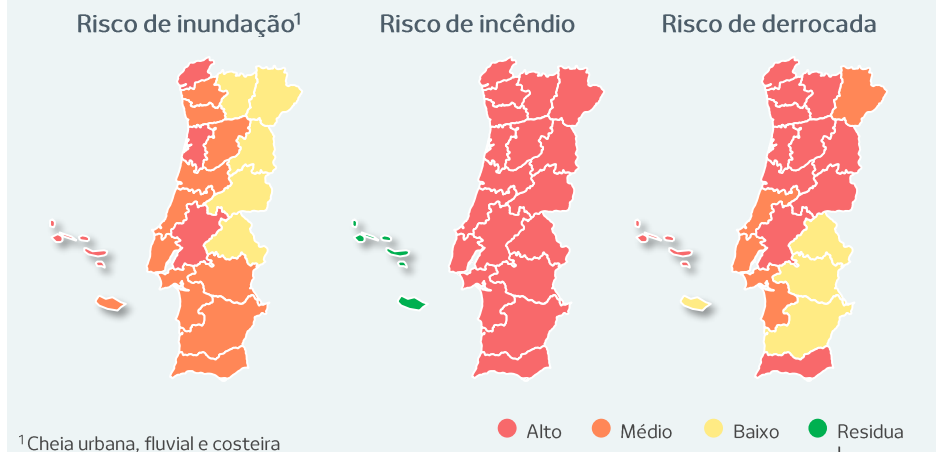 Risco de inundação¹
Risco de incêndio
Risco de derrocada
¹ Cheia urbana, fluvial e costeira
Alto
Médio
Baixo
Residua
l